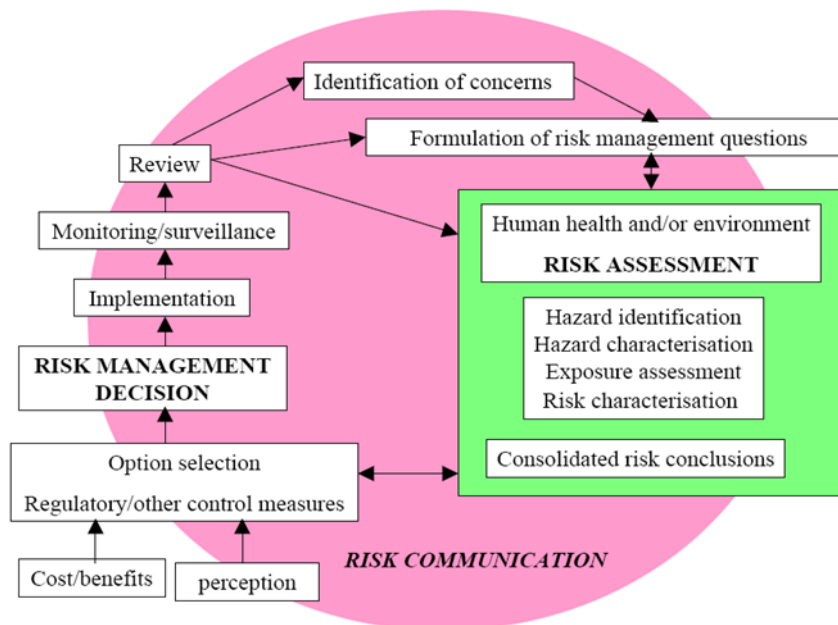 Identification of concerns
Formulation of risk management questions
Review
Human health and/or environment
RISK ASSESSMENT
Monitoring/surveillance
Implementation
Hazard identification
Hazard characterisation
Exposure assessment
Risk characterisation
RISK MANAGEMENT
DECISION
Option selection
Regulatory/other control measures
Consolidated risk conclusions
RISK COMMUNICATION
Cost/benefits
perception